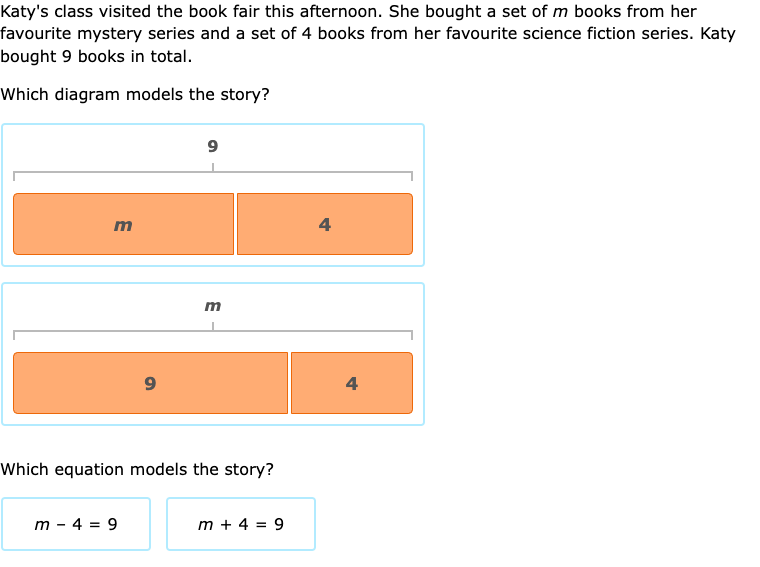 Katy's class visited the book fair this afternoon. She bought a set of m books from her
favourite mystery series and a set of 4 books from her favourite science fiction series. Katy
bought 9 books in total.
Which diagram models the story?
9
m 4
m
9 4
Which equation models the story?
m − 4 = 9 m + 4 = 9